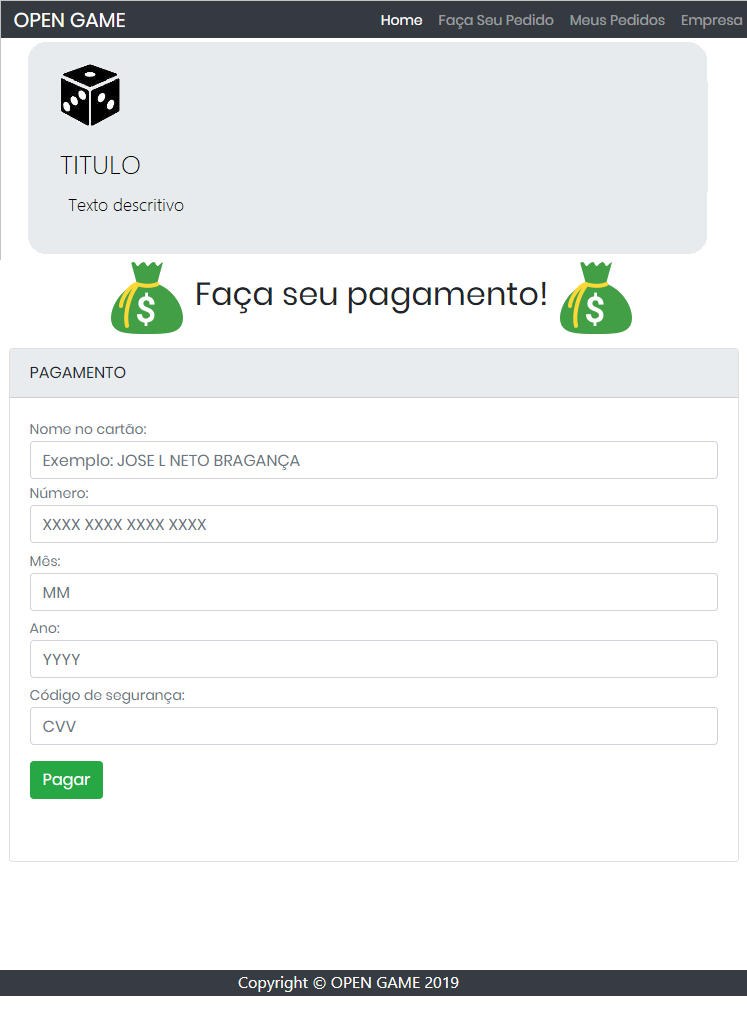 OPEN GAME Home Faça Seu Pedido Meus Pedidos Empresa
TITULO
Texto descritivo
$ Faça seu pagamento! $
PAGAMENTO
Nome no cartão:
Exemplo: JOSE L NETO BRAGANÇA
Número:
XXXX XXXX XXXX XXXX
Mês:
MM
Ano:
YYYY
Código de segurança:
CVV
Pagar
Copyright © OPEN GAME 2019